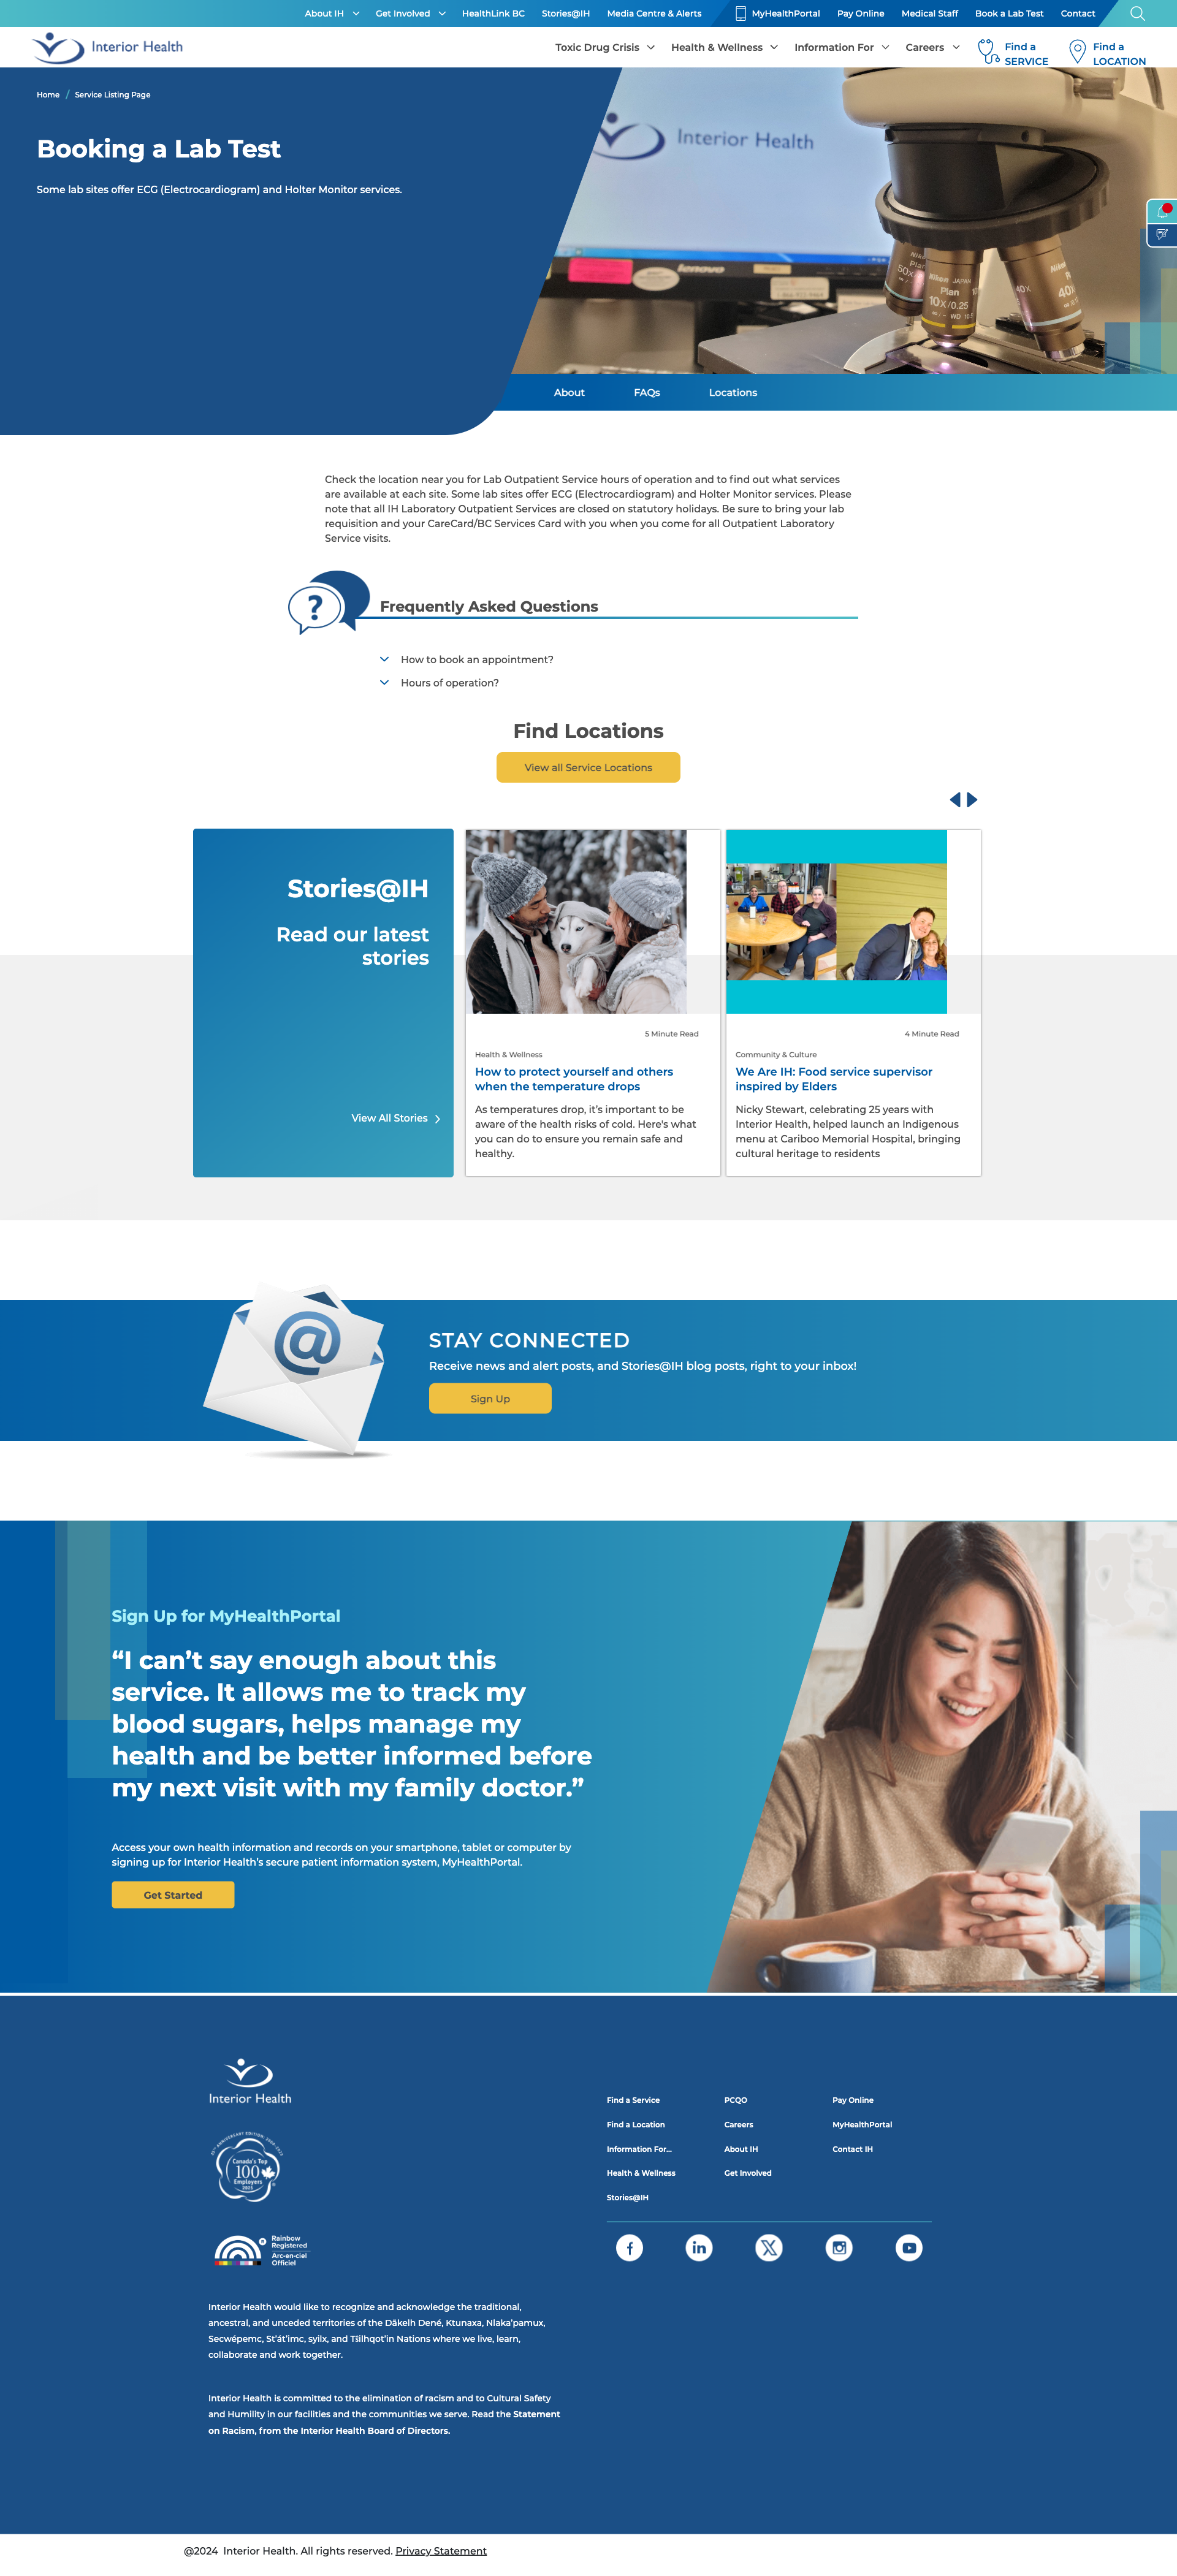 About IH
Get Involved
HealthLink BC
Stories@IH
Media Centre & Alerts
MyHealthPortal
Pay Online
Medical Staff
Book a Lab Test
Contact
Interior Health
Toxic Drug Crisis
Health & Wellness
Information For
Careers
Find a
SERVICE
Find a
LOCATION
Home / Service Listing Page
Booking a Lab Test
Some lab sites offer ECG (Electrocardiogram) and Holter Monitor services.
Interior Health
lenovo
50x
Nikon JAPAN
Plan
10x/0.25
WD 10.5
40X
Nikon
Plan
40x
About
FAQs
Locations
Check the location near you for Lab Outpatient Service hours of operation and to find out what services
are available at each site. Some lab sites offer ECG (Electrocardiogram) and Holter Monitor services. Please
note that all IH Laboratory Outpatient Services are closed on statutory holidays. Be sure to bring your lab
requisition and your CareCard/BC Services Card with you when you come for all Outpatient Laboratory
Service visits.
?
Frequently Asked Questions
How to book an appointment?
Hours of operation?
Find Locations
View all Service Locations
Stories@IH
Read our latest
stories
View All Stories
5 Minute Read
Health & Wellness
How to protect yourself and others
when the temperature drops
As temperatures drop, it's important to be
aware of the health risks of cold. Here's what
you can do to ensure you remain safe and
healthy.
4 Minute Read
Community & Culture
We Are IH: Food service supervisor
inspired by Elders
Nicky Stewart, celebrating 25 years with
Interior Health, helped launch an Indigenous
menu at Cariboo Memorial Hospital, bringing
cultural heritage to residents
@
STAY CONNECTED
Receive news and alert posts, and Stories@IH blog posts, right to your inbox!
Sign Up
Sign Up for MyHealthPortal
“I can’t say enough about this
service. It allows me to track my
blood sugars, helps manage my
health and be better informed before
my next visit with my family doctor.”
Access your own health information and records on your smartphone, tablet or computer by
signing up for Interior Health’s secure patient information system, MyHealthPortal.
Get Started
Interior Health
Canada's Top
100
Employers
Rainbow
Registered
Arc-en-ciel
Officiel
Find a Service
Find a Location
Information For...
Health & Wellness
Stories@IH
PCQO
Careers
About IH
Get Involved
Pay Online
MyHealthPortal
Contact IH
f
in
X
Interior Health would like to recognize and acknowledge the traditional,
ancestral, and unceded territories of the Dãkelh Dené, Ktunaxa, Nlaka’pamux,
Secwépemc, St’át’imc, syilx, and Tŝilhqot’in Nations where we live, learn,
collaborate and work together.
Interior Health is committed to the elimination of racism and to Cultural Safety
and Humility in our facilities and the communities we serve. Read the Statement
on Racism, from the Interior Health Board of Directors.
@2024 Interior Health. All rights reserved. Privacy Statement